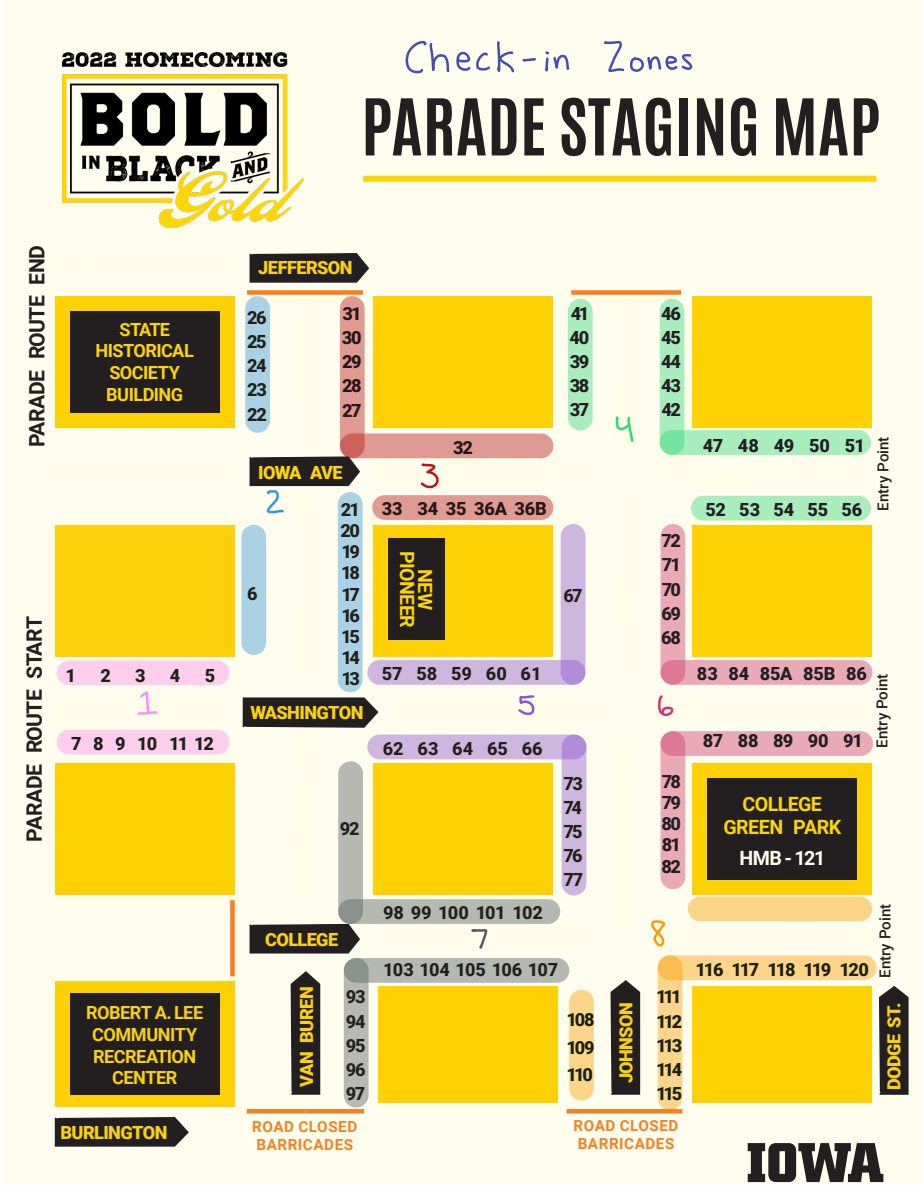 2022 HOMECOMING
BOLD
IN BLACK AND
Gold
Check-in Zones
PARADE STAGING MAP
PARADE ROUTE END
JEFFERSON
STATE
HISTORICAL
SOCIETY
BUILDING
26
25
24
23
22
31
30
29
28
27
32
41
40
39
38
37
4
46
45
44
43
42
47 48 49 50 51
Entry Point
IOWA AVE
3
2
21
20
19
18
17
16
15
14
13
33 34 35 36A 36B
52 53 54 55 56
6
NEW
PIONEER
67
72
71
70
69
68
PARADE ROUTE START
1 2 3 4 5
57 58 59 60 61
83 84 85A 85B 86
1
WASHINGTON
5
6
Entry Point
7 8 9 10 11 12
62 63 64 65 66
87 88 89 90 91
92
73
74
75
76
77
78
79
80
81
82
COLLEGE
GREEN PARK
HMB - 121
98 99 100 101 102
COLLEGE
7
8
Entry Point
103 104 105 106 107
116 117 118 119 120
ROBERT A. LEE
COMMUNITY
RECREATION
CENTER
VAN BUREN
93
94
95
96
97
108
109
110
JOHNSON
111
112
113
114
115
DODGE ST.
BURLINGTON
ROAD CLOSED
BARRICADES
ROAD CLOSED
BARRICADES
IOWA